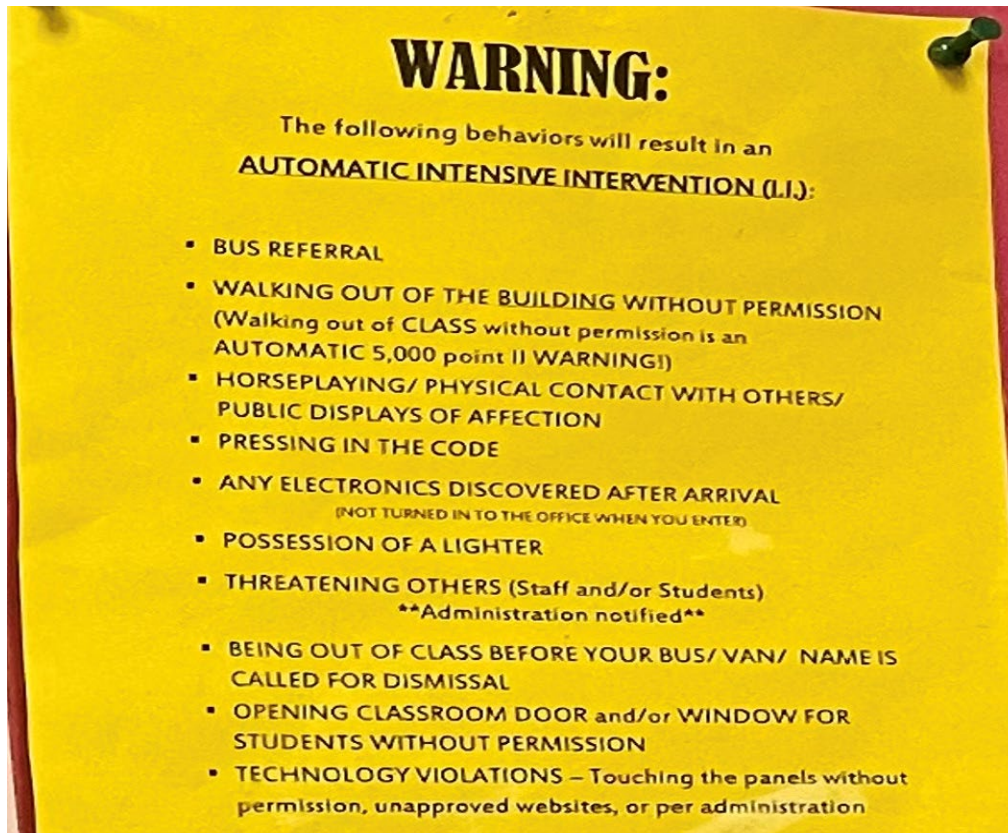 WARNING:
The following behaviors will result in an
AUTOMATIC INTENSIVE INTERVENTION (I.I.):
▪ BUS REFERRAL
▪ WALKING OUT OF THE BUILDING WITHOUT PERMISSION
(Walking out of CLASS without permission is an
AUTOMATIC 5,000 point II WARNING!)
▪ HORSEPLAYING/ PHYSICAL CONTACT WITH OTHERS/
PUBLIC DISPLAYS OF AFFECTION
▪ PRESSING IN THE CODE
▪ ANY ELECTRONICS DISCOVERED AFTER ARRIVAL
(NOT TURNED IN TO THE OFFICE WHEN YOU ENTER)
▪ POSSESSION OF A LIGHTER
▪ THREATENING OTHERS (Staff and/or Students)
**Administration notified**
▪ BEING OUT OF CLASS BEFORE YOUR BUS/ VAN/ NAME IS
CALLED FOR DISMISSAL
▪ OPENING CLASSROOM DOOR and/or WINDOW FOR
STUDENTS WITHOUT PERMISSION
▪ TECHNOLOGY VIOLATIONS – Touching the panels without
permission, unapproved websites, or per administration